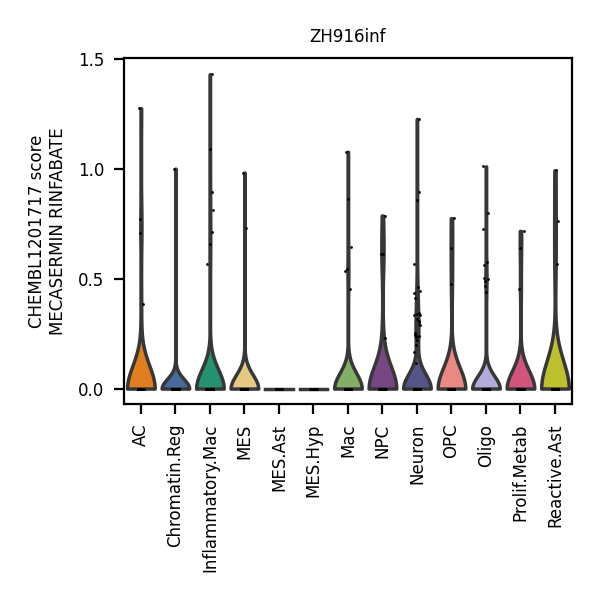 ZH916inf
CHEMBL1201717 score
MECASERMIN RINFABATE
1.5
1.0
0.5
0.0
AC
Chromatin.Reg
Inflammatory.Mac
MES
MES.Ast
MES.Hyp
Mac
NPC
Neuron
OPC
Oligo
Prolif.Metab
Reactive.Ast